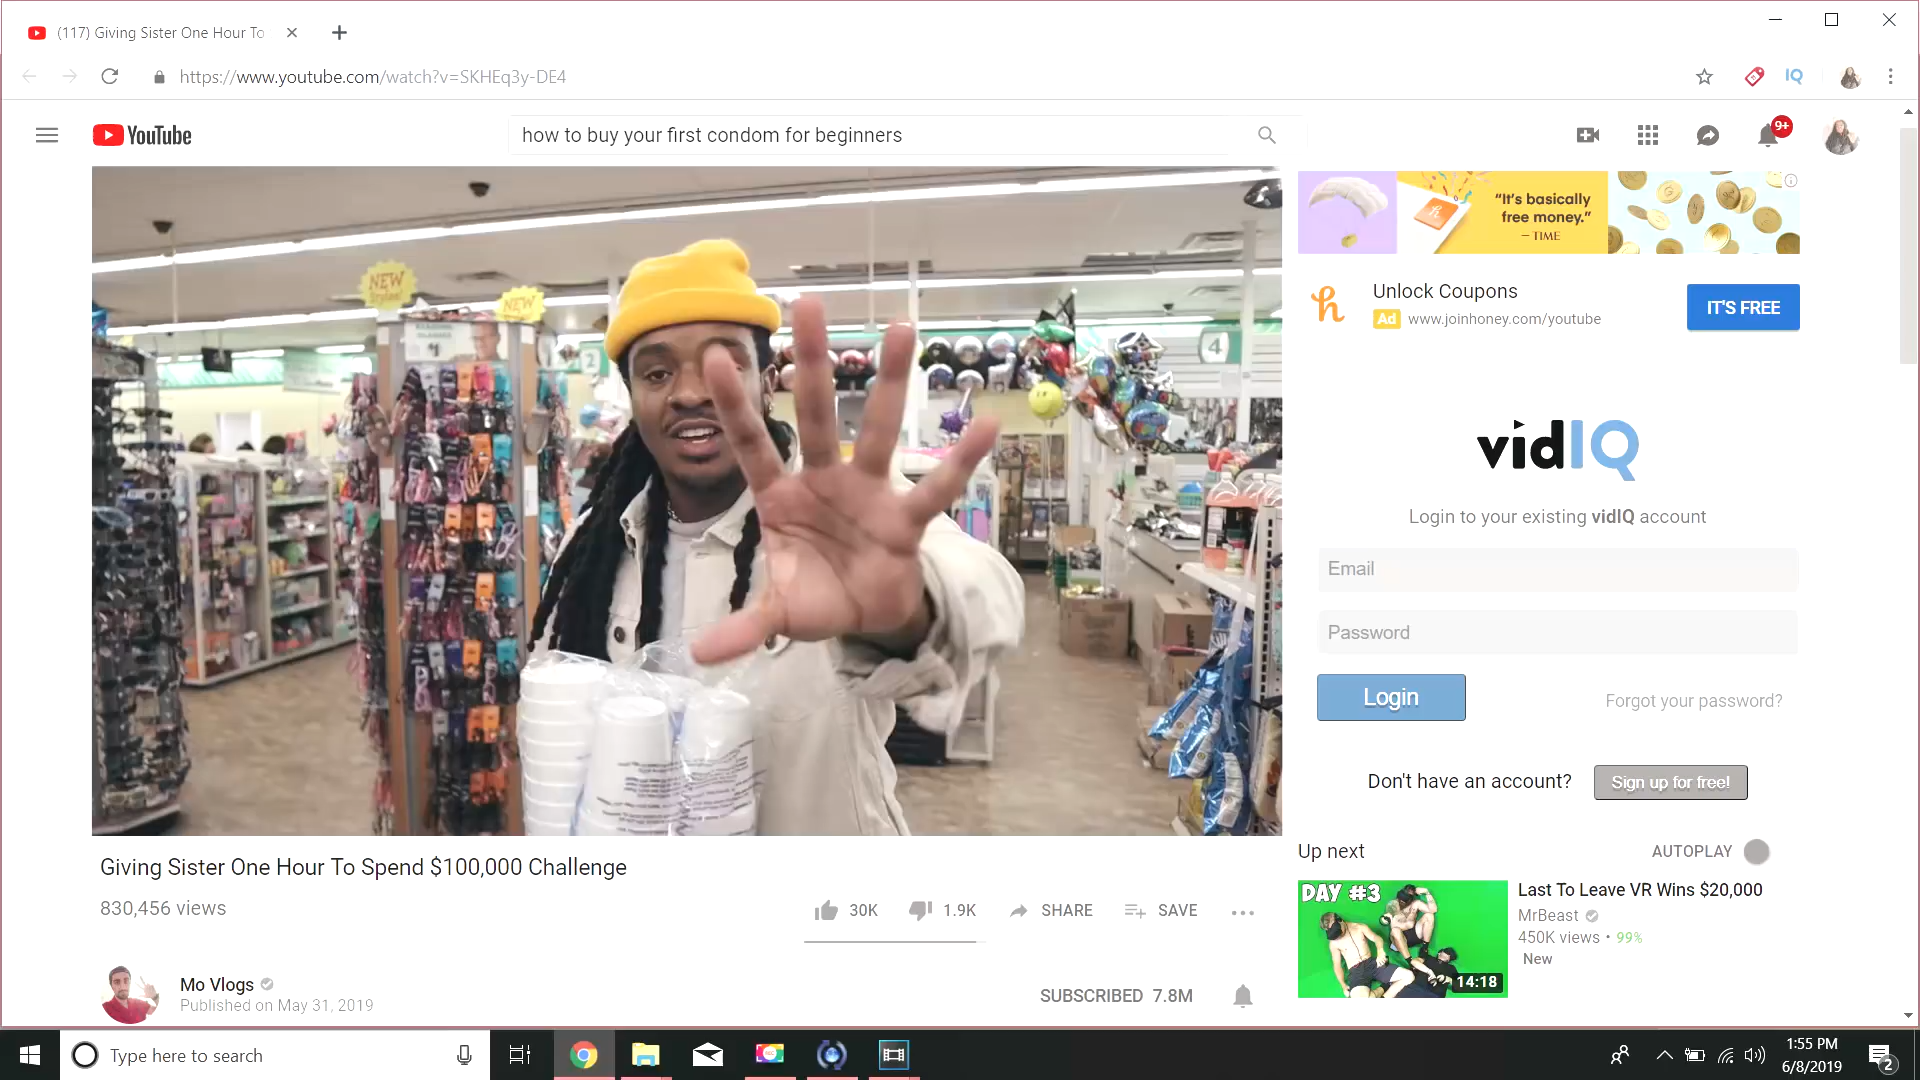 (117) Giving Sister One Hour To
https://www.youtube.com/watch?v=SKHEq3y-DE4
IQ
YouTube
how to buy your first condom for beginners
9+
NEW
Styles!
NEW
2
4
"It's basically
free money."
– TIME
Unlock Coupons
Ad www.joinhoney.com/youtube
IT'S FREE
vidIQ
Login to your existing vidIQ account
Email
Password
Login
Forgot your password?
Don't have an account?
Sign up for free!
Giving Sister One Hour To Spend $100,000 Challenge
830,456 views
30K
1.9K
SHARE
SAVE
Mo Vlogs
Published on May 31, 2019
SUBSCRIBED 7.8M
Up next
AUTOPLAY
DAY #3
14:18
Last To Leave VR Wins $20,000
MrBeast
450K views • 99%
New
Type here to search
1:55 PM
6/8/2019
2